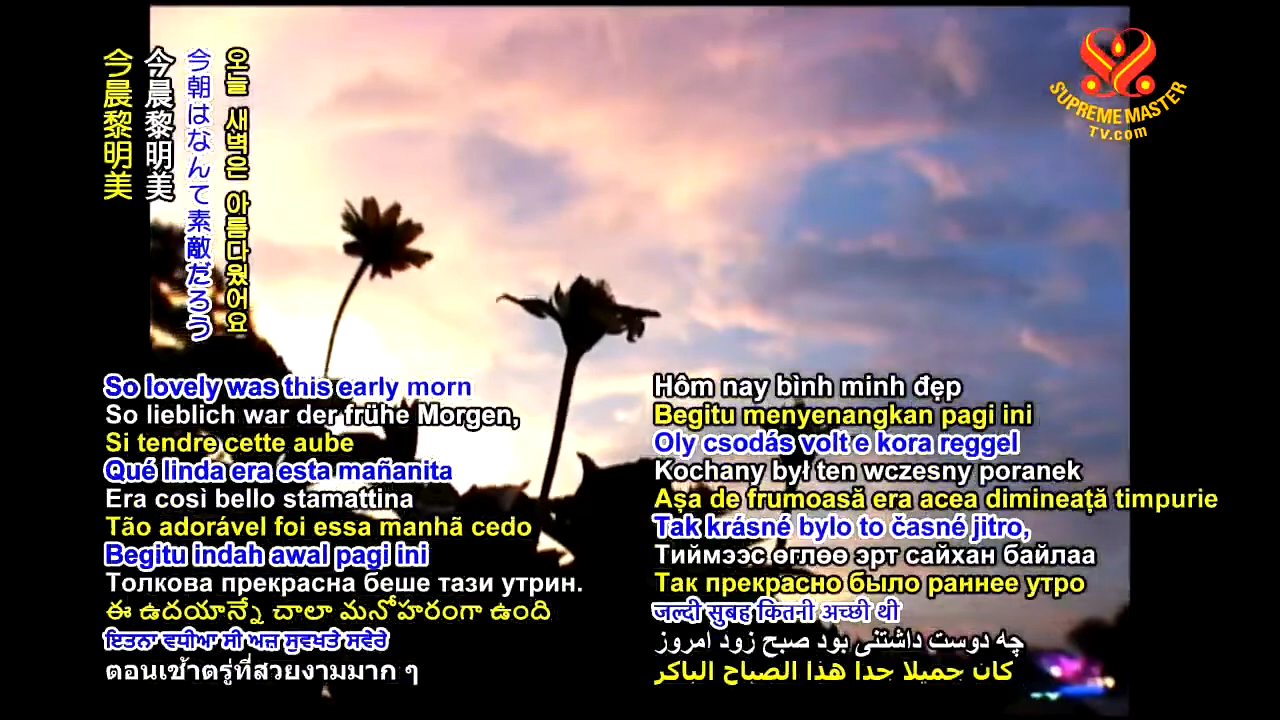 今晨黎明美
今晨黎明美
今朝はなんて素敵だろう
오늘 새벽은 아름다웠어요
SUPREME MASTER
TV.com
So lovely was this early morn
So lieblich war der frühe Morgen,
Si tendre cette aube
Qué linda era esta mañanita
Era così bello stamattina
Tão adorável foi essa manhã cedo
Begitu indah awal pagi ini
Толкова прекрасна беше тази утрин.
ఈ ఉదయాన్నే చాలా మనోహరంగా ఉంది
ਇਤਨਾ ਵਧੀਆ ਸੀ ਅਜ਼ ਸੁਵਖਤੇ ਸਵੇਰੇ
ตอนเช้าตรู่ที่สวยงามมาก ๆ
Hôm nay bình minh đẹp
Begitu menyenangkan pagi ini
Oly csodás volt e kora reggel
Kochany był ten wczesny poranek
Așa de frumoasă era acea dimineață timpurie
Tak krásné bylo to časné jitro,
Тиймээс өглөө эрт сайхан байлаа
Так прекрасно было раннее утро
जल्दी सुबह कितनी अच्छी थी
چه دوست داشتنی بود صبح زود امروز
كان جميلا جدا هذا الصباح الباكر